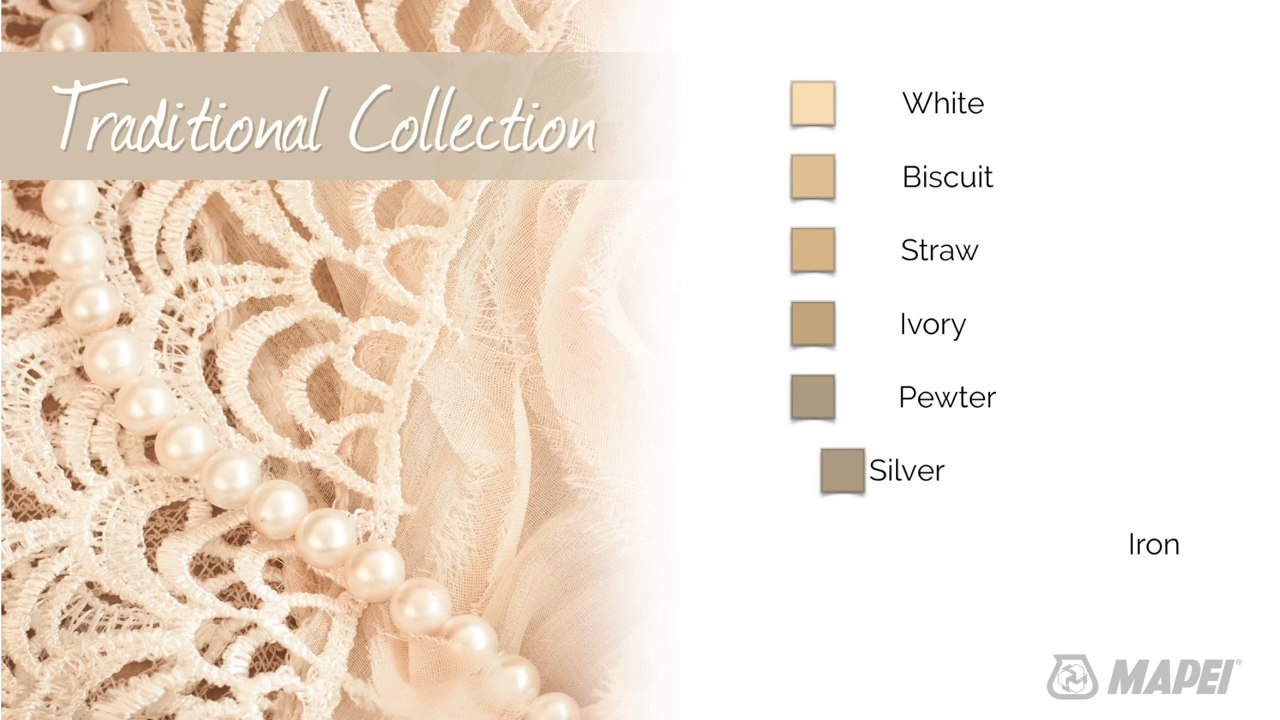 Traditional Collection
White
Biscuit
Straw
Ivory
Pewter
Silver
Iron
MAPEI®